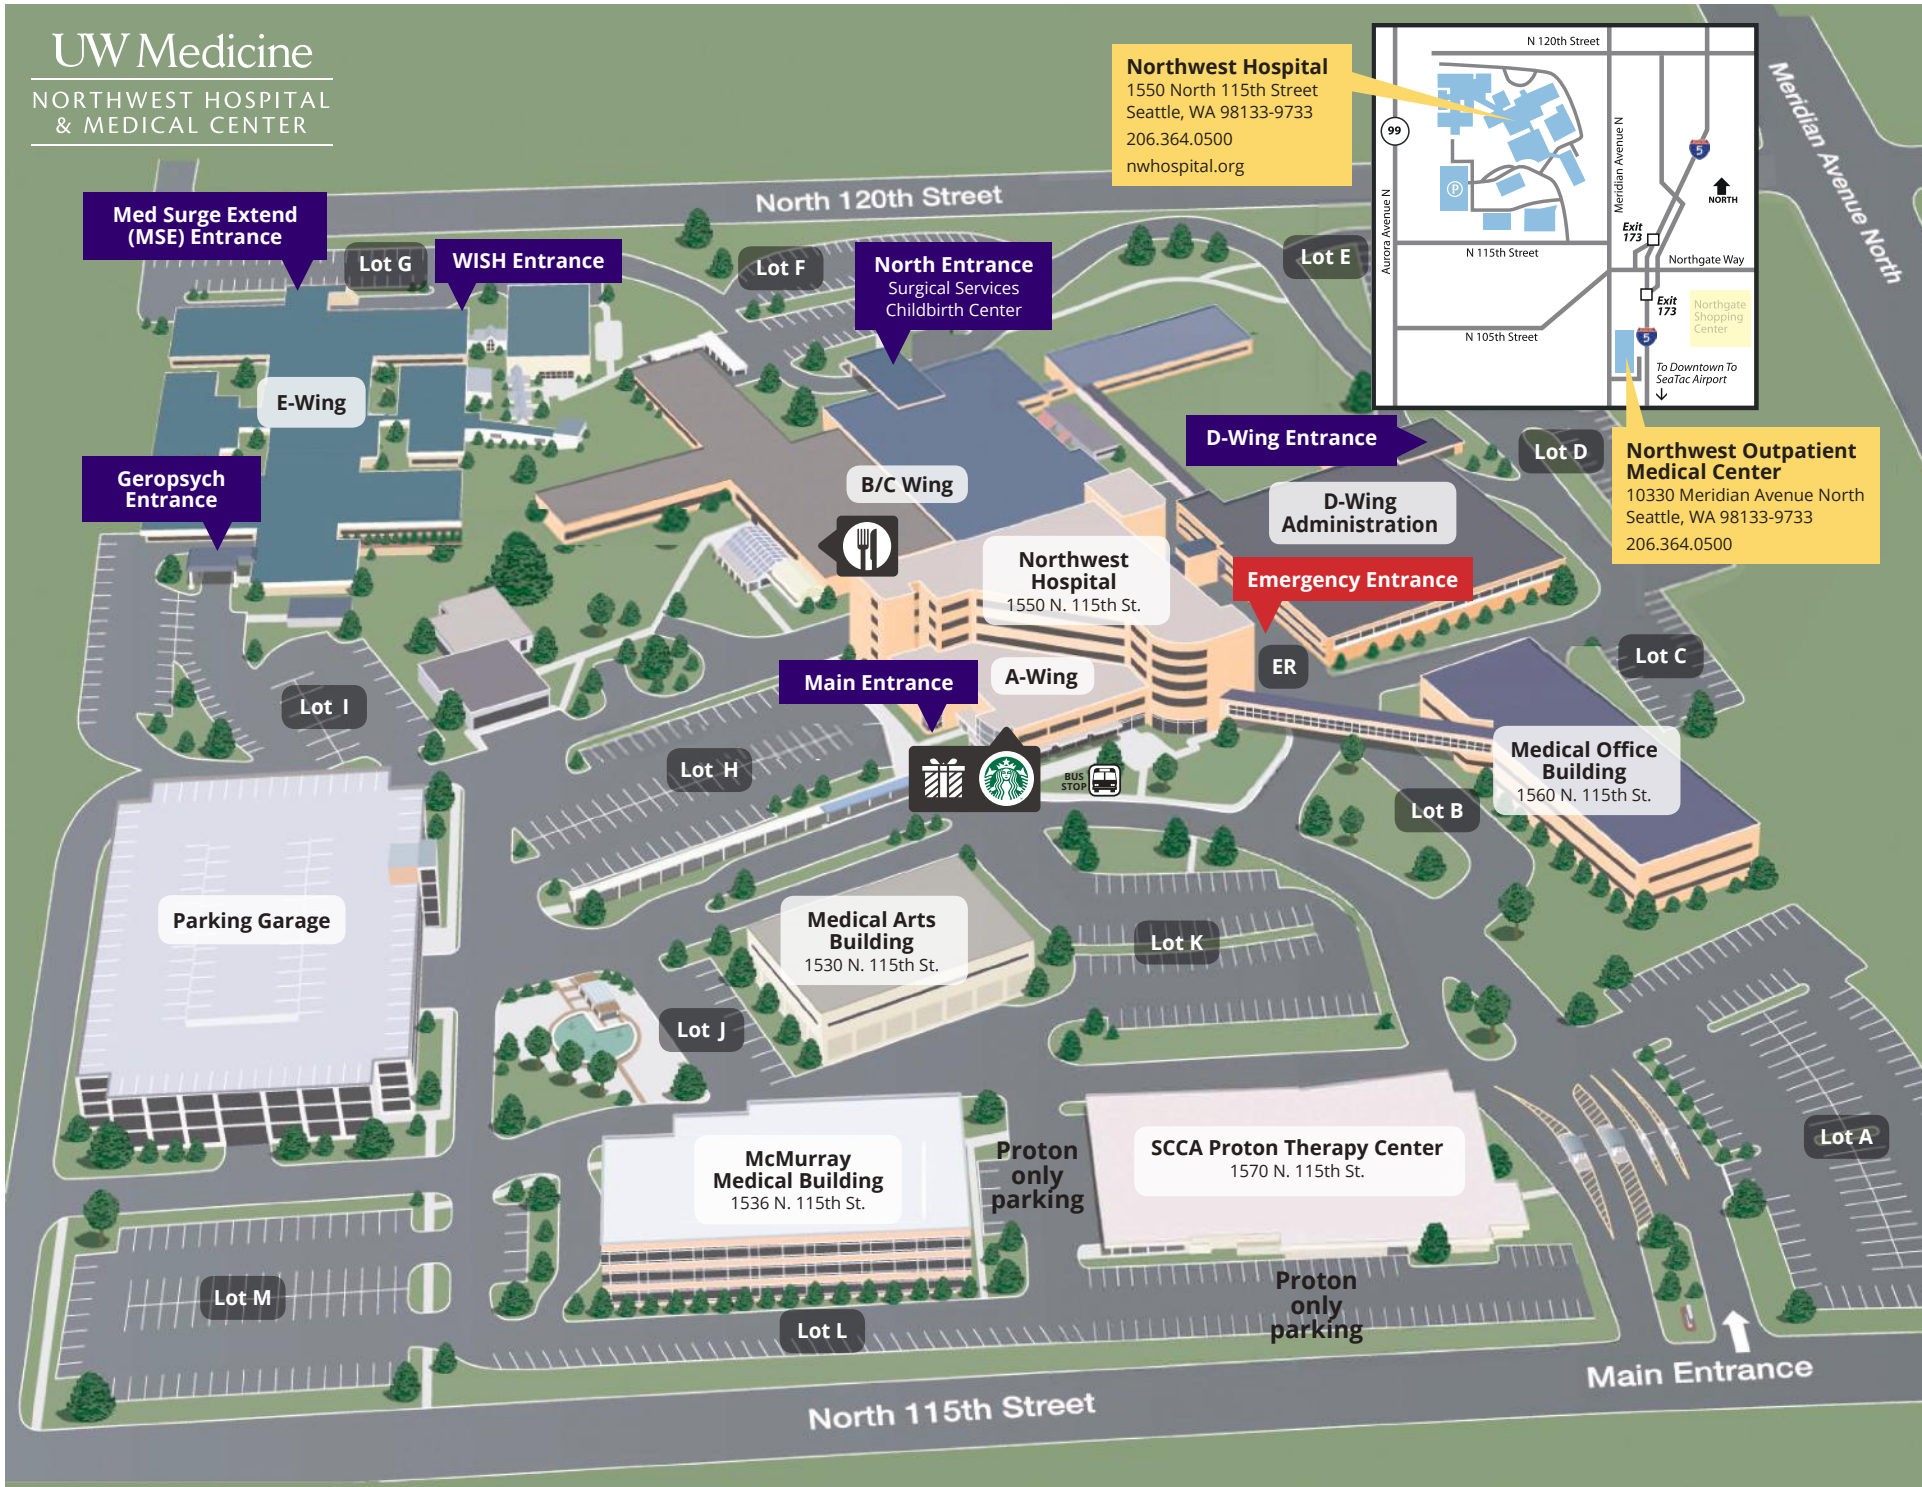 UW Medicine
NORTHWEST HOSPITAL
& MEDICAL CENTER
Northwest Hospital
1550 North 115th Street
Seattle, WA 98133-9733
206.364.0500
nwhospital.org
N 120th Street
99
Aurora Avenue N
Meridian Avenue N
5
NORTH
P
Exit
173
N 115th Street
Northgate Way
Exit
173
Northgate
Shopping
Center
N 105th Street
5
To Downtown To
SeaTac Airport
Meridian Avenue North
North 120th Street
Med Surge Extend
(MSE) Entrance
Lot G
WISH Entrance
Lot F
North Entrance
Surgical Services
Childbirth Center
Lot E
E-Wing
D-Wing Entrance
Lot D
Northwest Outpatient
Medical Center
10330 Meridian Avenue North
Seattle, WA 98133-9733
206.364.0500
Geropsych
Entrance
B/C Wing
D-Wing
Administration
Northwest
Hospital
1550 N. 115th St.
Emergency Entrance
ER
Lot C
Main Entrance
A-Wing
Lot I
Lot H
BUS
STOP
Medical Office
Building
1560 N. 115th St.
Lot B
Parking Garage
Medical Arts
Building
1530 N. 115th St.
Lot K
Lot J
McMurray
Medical Building
1536 N. 115th St.
Proton
only
parking
SCCA Proton Therapy Center
1570 N. 115th St.
Lot A
Lot M
Lot L
Proton
only
parking
Main Entrance
North 115th Street